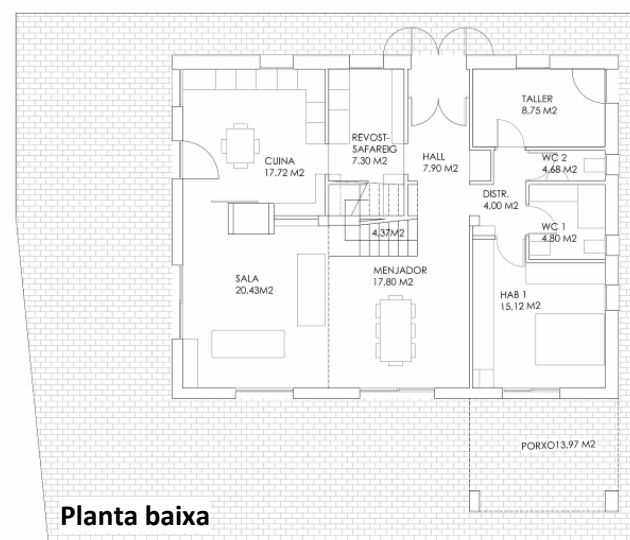 TALLER
8,75 M2
REVOST-
SAFAREIG
7.30 M2
CUINA
17.72 M2
HALL
7,90 M2
WC 2
4.68 M2
DISTR.
4,00 M2
WC 1
4.80 M2
4,37M2
SALA
20.43M2
MENJADOR
17,80 M2
HAB 1
15,12 M2
PORXO13,97 M2
Planta baixa